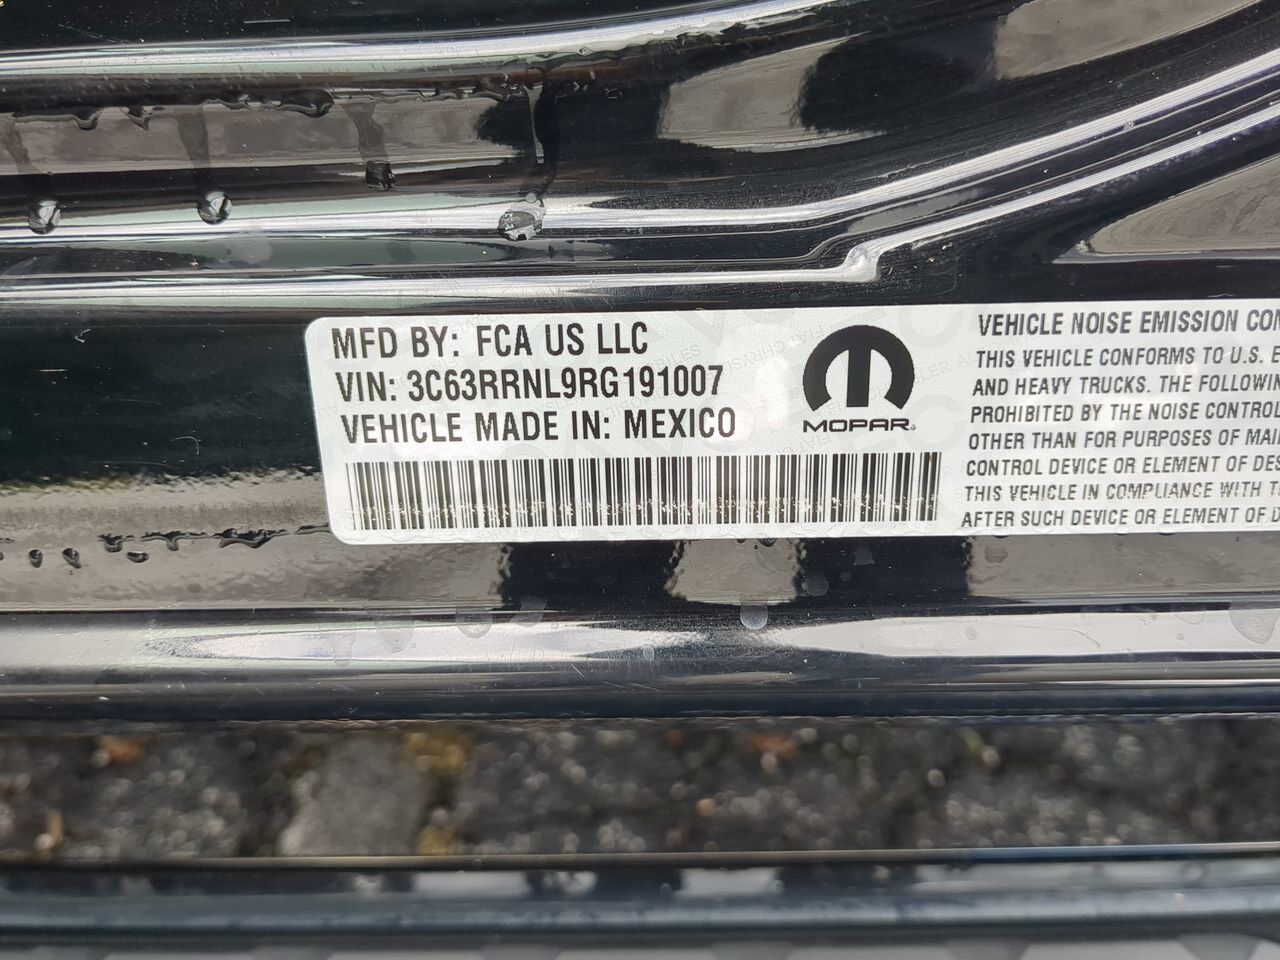 MFD BY: FCA US LLC
VIN: 3C63RRNL9RG191007
VEHICLE MADE IN: MEXICO
MOPAR®
VEHICLE NOISE EMISSION
THIS VEHICLE CONFORMS TO U.S.
AND HEAVY TRUCKS. THE
PROHIBITED BY THE NOISE CONTROL
OTHER THAN FOR PURPOSES OF
CONTROL DEVICE OR ELEMENT OF
THIS VEHICLE IN COMPLIANCE WITH
AFTER SUCH DEVICE OR ELEMENT OF